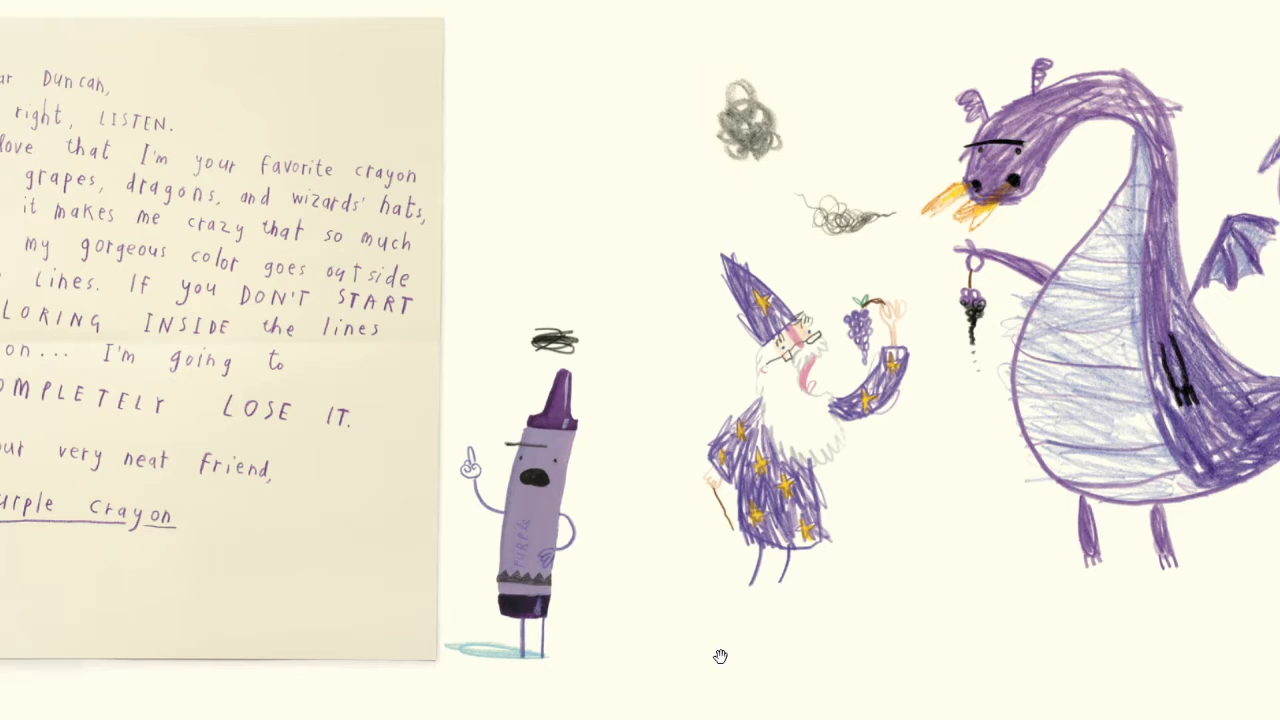 ar Duncan,
right, LISTEN.
love that I'm your favorite crayon
grapes, dragons, and wizards' hats,
it makes me crazy that so much
my gorgeous color goes outside
lines. If you DON'T START
LORING INSIDE the lines
on... I'm going to
OMPLETELY LOSE IT.
our very neat friend,
urple Crayon
PURPLE